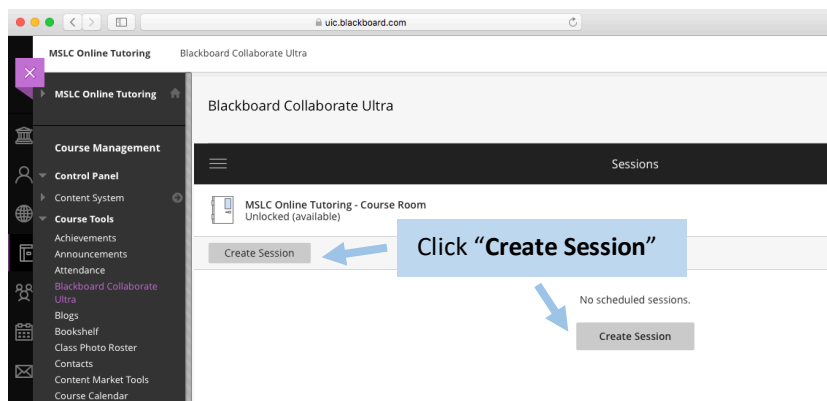 uic.blackboard.com
MSLC Online Tutoring Blackboard Collaborate Ultra
MSLC Online Tutoring
Course Management
Control Panel
Content System
Course Tools
Achievements
Announcements
Attendance
Blackboard Collaborate
Ultra
Blogs
Bookshelf
Class Photo Roster
Contacts
Content Market Tools
Course Calendar
Blackboard Collaborate Ultra
Sessions
MSLC Online Tutoring - Course Room
Unlocked (available)
Create Session
Click “Create Session”
No scheduled sessions.
Create Session